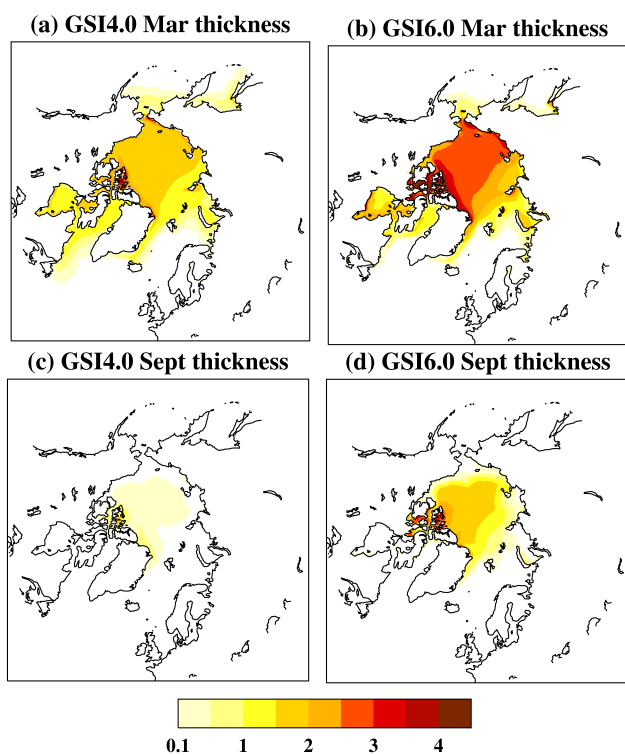 (a) GSI4.0 Mar thickness
(b) GSI6.0 Mar thickness
(c) GSI4.0 Sept thickness
(d) GSI6.0 Sept thickness
0.1 1 2 3 4